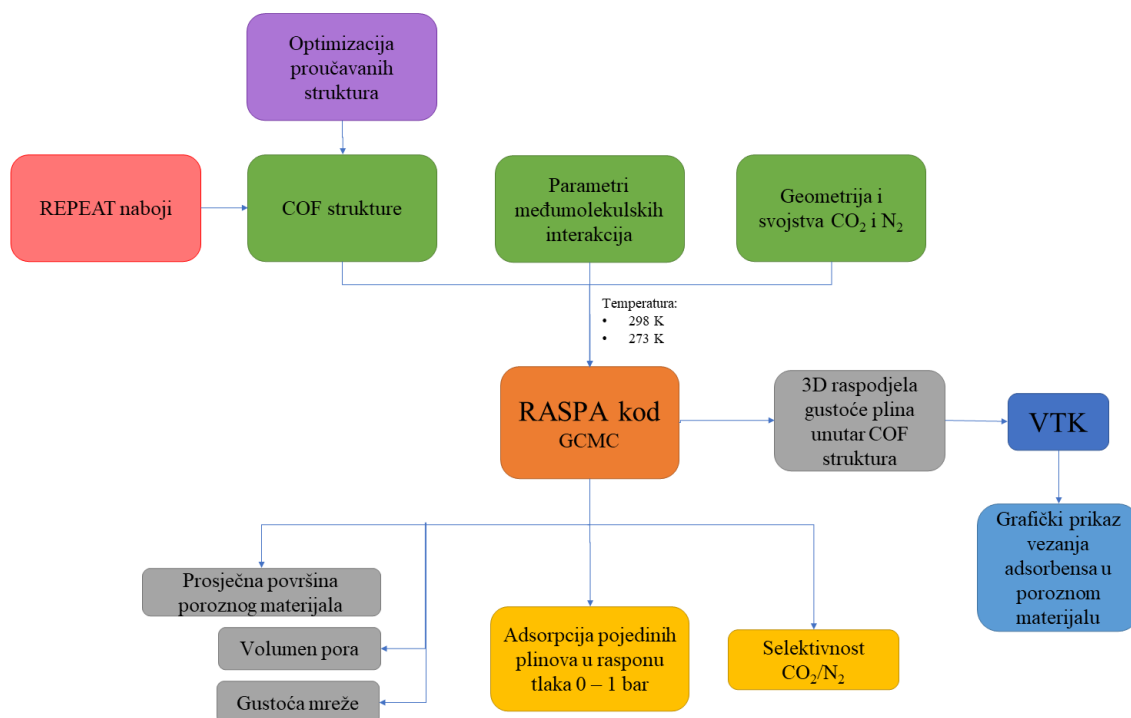 Optimizacija
proučavanih
struktura
REPEAT naboji
COF strukture
Parametri
međumolekulskih
interakcija
Geometrija i
svojstva CO₂ i N₂
Temperatura:
• 298 K
• 273 K
RASPA kod
GCMC
3D raspodjela
gustoće plina
unutar COF
struktura
VTK
Grafički prikaz
vezanja
adsorbensa u
poroznom
materijalu
Prosječna površina
poroznog materijala
Volumen pora
Gustoća mreže
Adsorpcija pojedinih
plinova u rasponu
tlaka 0 – 1 bar
Selektivnost
CO₂/N₂